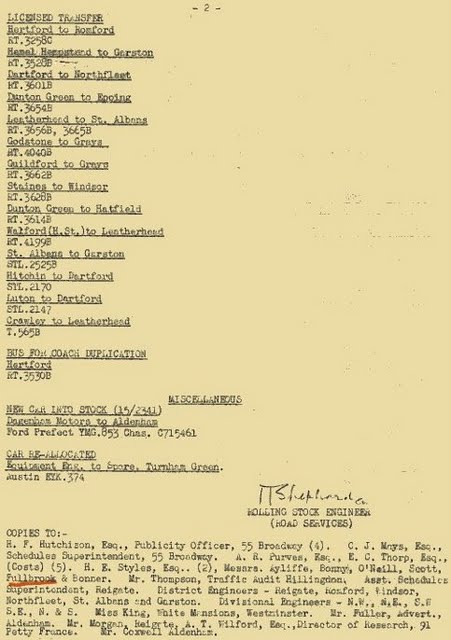 - 2 -
LICENSED TRANSFER
Hertford to Romford
RT.3258C
Hemel Hempstead to Garston
RT.3528B
Dartford to Northfleet
RT.3601B
Dunton Green to Epping
RT.3654B
Leatherhead to St. Albans
RT.3656B, 3665B
Godstone to Grays
RT.4040B
Guildford to Grays
RT.3662B
Staines to Windsor
RT.3628B
Dunton Green to Hatfield
RT.3614B
Walford(H.St.)to Leatherhead
RT.4199B
St. Albans to Garston
STL.2525B
Hitchin to Dartford
STL.2170
Luton to Dartford
STL.2147
Crawley to Leatherhead
T.565B
BUS FOR COACH DUPLICATION
Hertford
RT.3530B
MISCELLANEOUS
NEW CAR INTO STOCK (15/2341)
Dagenham Motors to Aldenham
Ford Prefect YMG.853 Chas. C715461
CAR RE-ALLOCATED
Equipment Eng. to Spare, Turnham Green.
Austin EYK.374
Shephard
ROLLING STOCK ENGINEER
(ROAD SERVICES)
COPIES TO:-
H. F. Hutchison, Esq., Publicity Officer, 55 Broadway (4). C. J. Mays, Esq.,
Schedules Superintendent, 55 Broadway. A. R. Purves, Esq., E. C. Thorp, Esq.,
(Costs) (5). H. E. Styles, Esq.. (2), Messrs. Ayliffe, O'Neill, Scott,
Fullbrook & Bonner. Mr. Thompson, Traffic Audit Hillingdon. Asst. Schedules
Superintendent, Reigate. District Engineers - Reigate, Romford, Windsor,
Northfleet, St. Albans and Garston. Divisional Engineers - N.W., N.E., S.W
S.E., N. & S. Miss King, White Mansions, Westminster. Mr. Fuller, Advert.,
Aldenham. Mr. Morgan, Reigate, A. T. Wilford, Esq.,Director of Research, 91
Petty France. Mr. Coxwell Aldenham.